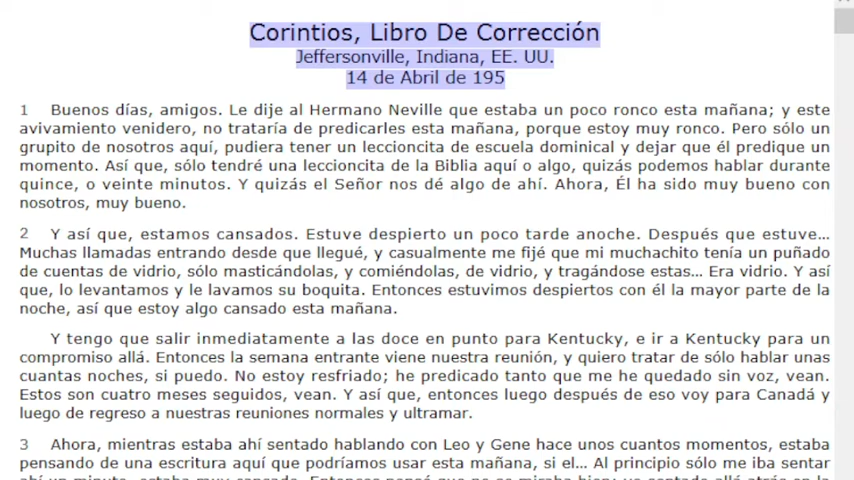 Corintios, Libro De Corrección
Jeffersonville, Indiana, EE. UU.
14 de Abril de 195
1 Buenos días, amigos. Le dije al Hermano Neville que estaba un poco ronco esta mañana; y este
avivamiento venidero, no trataría de predicarles esta mañana, porque estoy muy ronco. Pero sólo un
grupito de nosotros aquí, pudiera tener un leccioncita de escuela dominical y dejar que él predique un
momento. Así que, sólo tendré una leccioncita de la Biblia aquí o algo, quizás podemos hablar durante
quince, o veinte minutos. Y quizás el Señor nos dé algo de ahí. Ahora, Él ha sido muy bueno con
nosotros, muy bueno.
2 Y así que, estamos cansados. Estuve despierto un poco tarde anoche. Después que estuve…
Muchas llamadas entrando desde que llegué, y casualmente me fijé que mi muchachito tenía un puñado
de cuentas de vidrio, sólo masticándolas, y comiéndolas, de vidrio, y tragándose estas… Era vidrio. Y así
que, lo levantamos y le lavamos su boquita. Entonces estuvimos despiertos con él la mayor parte de la
noche, así que estoy algo cansado esta mañana.
Y tengo que salir inmediatamente a las doce en punto para Kentucky, e ir a Kentucky para un
compromiso allá. Entonces la semana entrante viene nuestra reunión, y quiero tratar de sólo hablar unas
cuantas noches, si puedo. No estoy resfriado; he predicado tanto que me he quedado sin voz, vean.
Estos son cuatro meses seguidos, vean. Y así que, entonces luego después de eso voy para Canadá y
luego de regreso a nuestras reuniones normales y ultramar.
3 Ahora, mientras estaba ahí sentado hablando con Leo y Gene hace unos cuantos momentos, estaba
pensando de una escritura aquí que podríamos usar esta mañana, si el… Al principio sólo me iba sentar